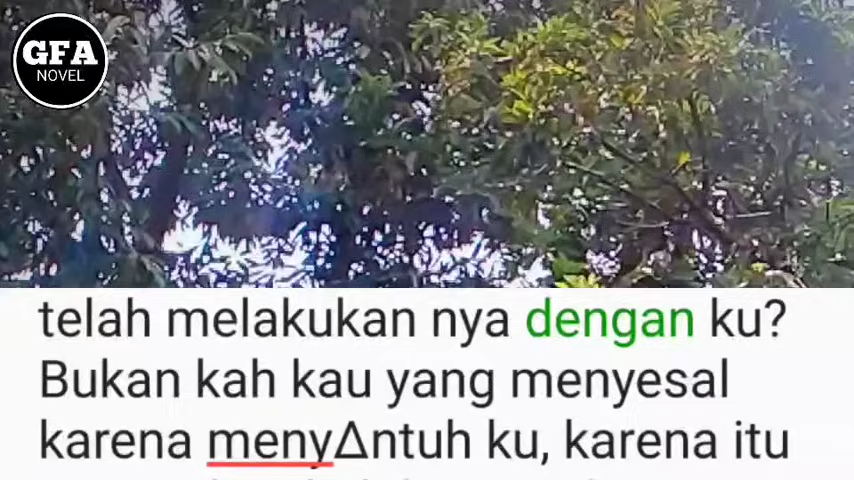 GFA
NOVEL
telah melakukan nya dengan ku?
Bukan kah kau yang menyesal
karena menyΔntuh ku, karena itu